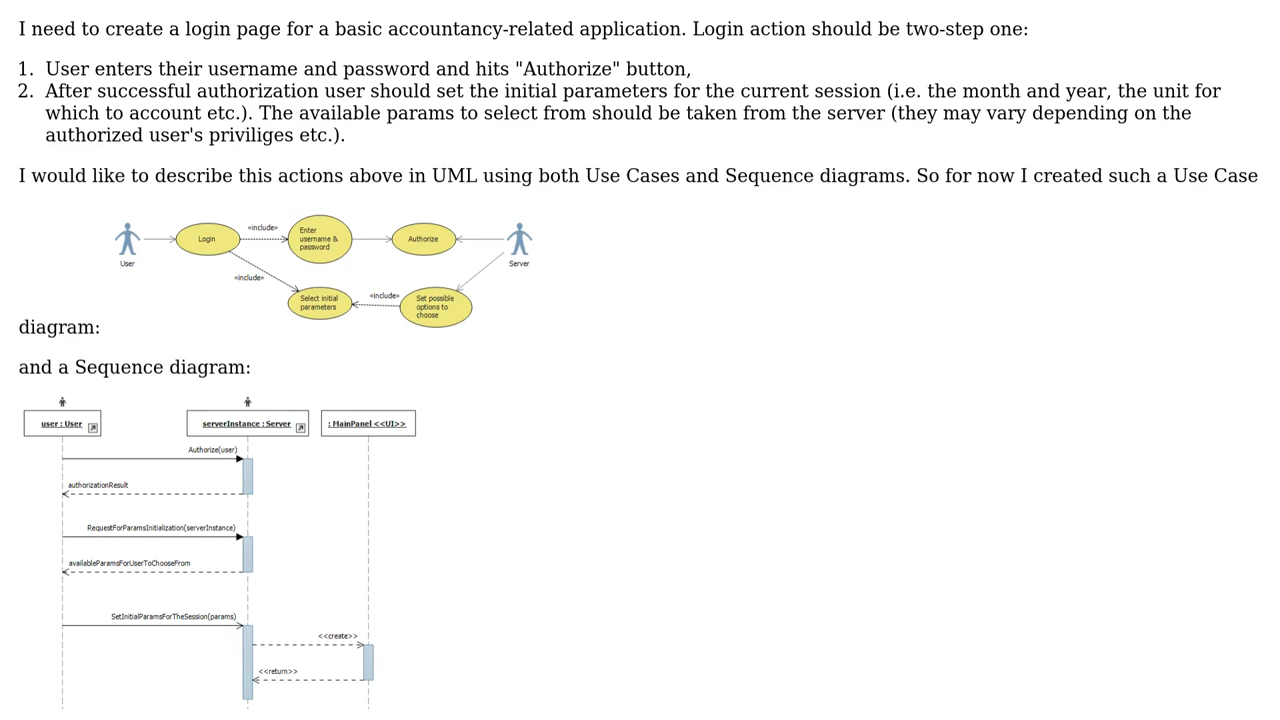 I need to create a login page for a basic accountancy-related application. Login action should be two-step one:
1. User enters their username and password and hits "Authorize" button,
2. After successful authorization user should set the initial parameters for the current session (i.e. the month and year, the unit for
which to account etc.). The available params to select from should be taken from the server (they may vary depending on the
authorized user's priviliges etc.).
I would like to describe this actions above in UML using both Use Cases and Sequence diagrams. So for now I created such a Use Case
«include»
Enter
username &
password
Login
Authorize
User
Server
«include»
«include»
Select initial
parameters
Set possible
options to
choose
diagram:
and a Sequence diagram:
user : User
serverInstance : Server
: MainPanel <<UI>>
Authorize(user)
authorizationResult
RequestForParamsInitialization(serverInstance)
availableParamsForUserToChooseFrom
SetInitialParamsForTheSession(params)
<<create>>
<<return>>